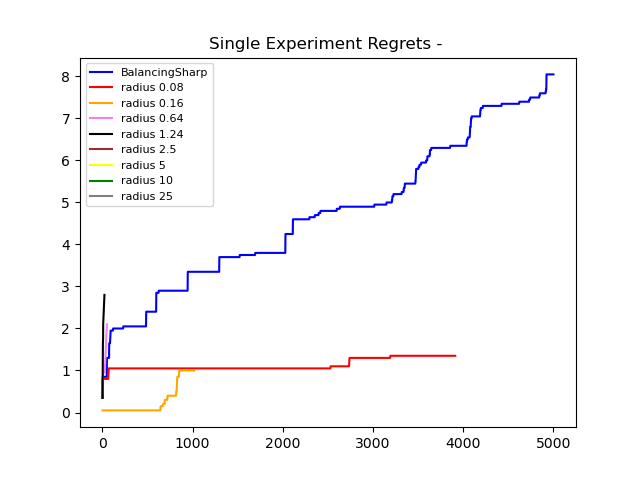 Single Experiment Regrets -
BalancingSharp
radius 0.08
radius 0.16
radius 0.64
radius 1.24
radius 2.5
radius 5
radius 10
radius 25
8
7
6
5
4
3
2
1
0
0 1000 2000 3000 4000 5000